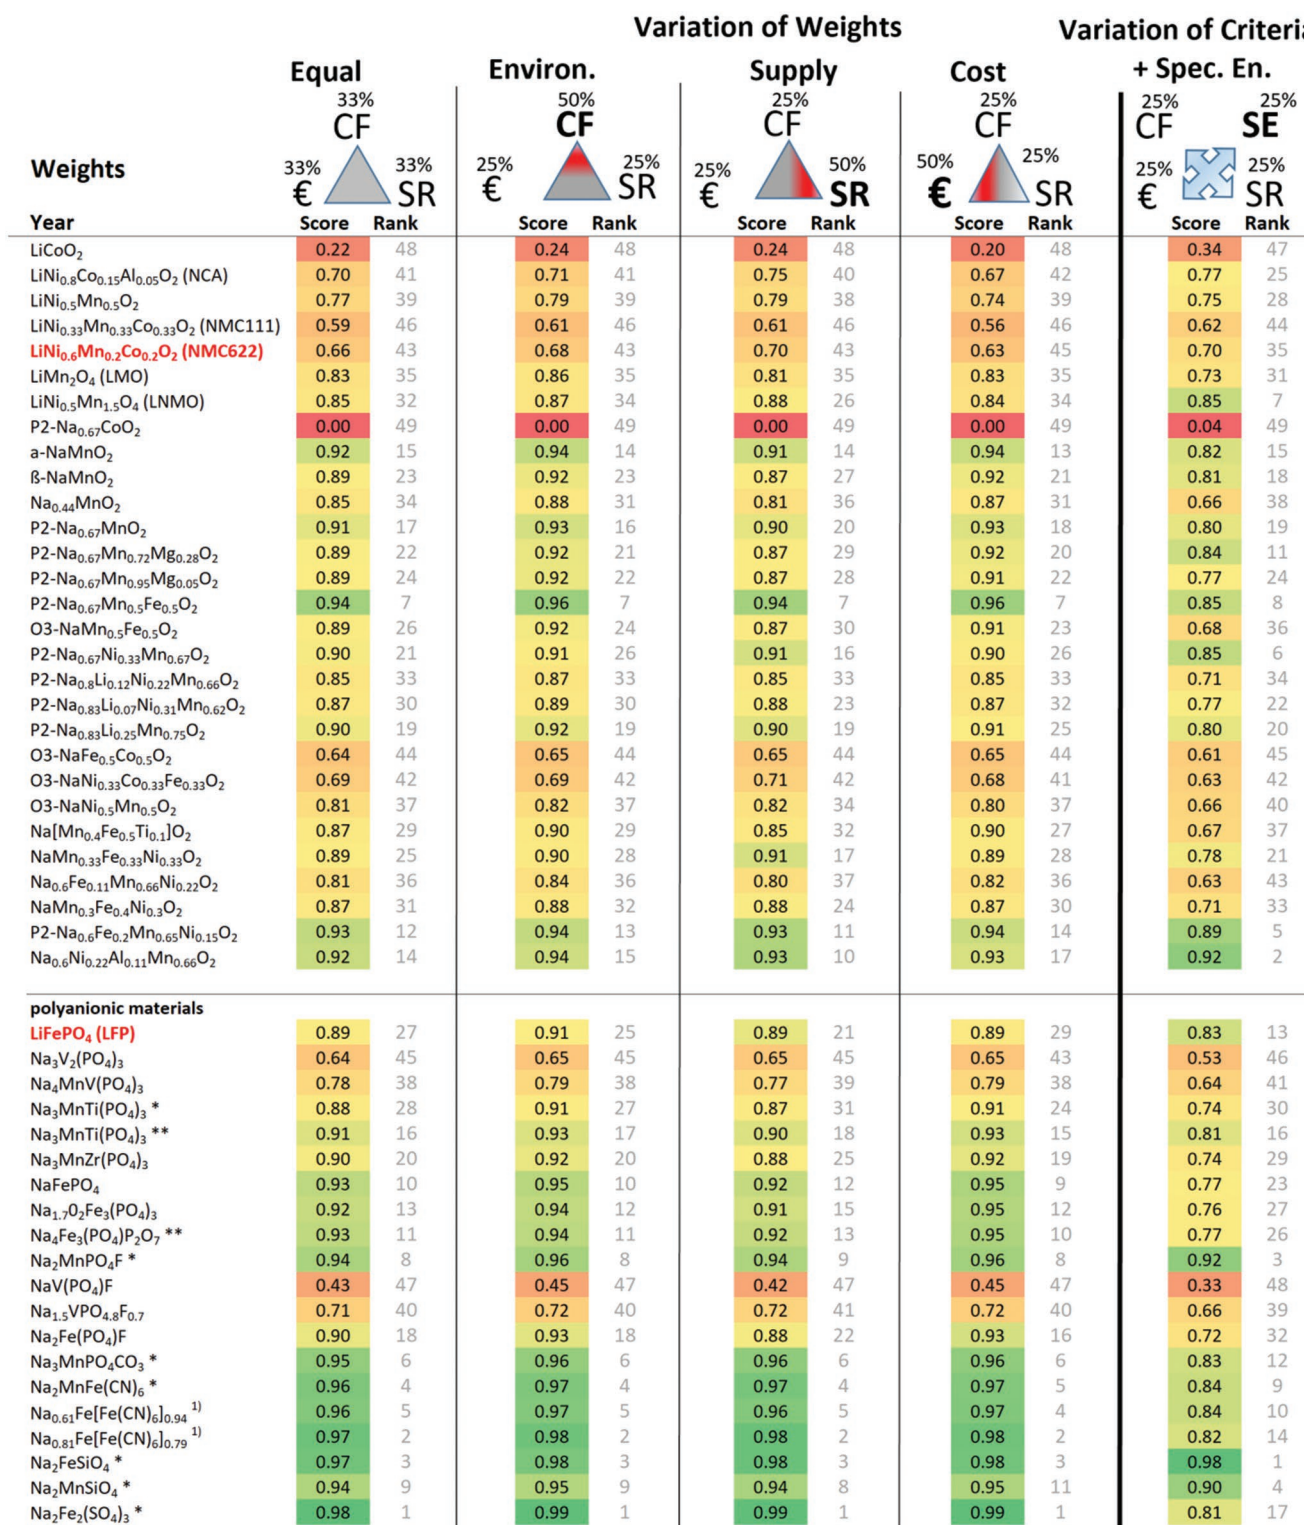 Variation of Weights Variation of Criteria
Equal Environ. Supply Cost + Spec. En.
33% 50% 25% 25% 25% 25%
CF CF CF CF CF SE
Weights 33% 33% 25% 25% 25% 50% 50% 25% 25% 25%
€ SR € SR € SR € SR € SR
Year Score Rank Score Rank Score Rank Score Rank Score Rank
LiCoO₂ 0.22 48 0.24 48 0.24 48 0.20 48 0.34 47
LiNi₀.₈Co₀.₁₅Al₀.₀₅O₂ (NCA) 0.70 41 0.71 41 0.75 40 0.67 42 0.77 25
LiNi₀.₅Mn₀.₅O₂ 0.77 39 0.79 39 0.79 38 0.74 39 0.75 28
LiNi₀.₃₃Mn₀.₃₃Co₀.₃₃O₂ (NMC111) 0.59 46 0.61 46 0.61 46 0.56 46 0.62 44
LiNi₀.₆Mn₀.₂Co₀.₂O₂ (NMC622) 0.66 43 0.68 43 0.70 43 0.63 45 0.70 35
LiMn₂O₄ (LMO) 0.83 35 0.86 35 0.81 35 0.83 35 0.73 31
LiNi₀.₅Mn₁.₅O₄ (LNMO) 0.85 32 0.87 34 0.88 26 0.84 34 0.85 7
P2-Na₀.₆₇CoO₂ 0.00 49 0.00 49 0.00 49 0.00 49 0.04 49
a-NaMnO₂ 0.92 15 0.94 14 0.91 14 0.94 13 0.82 15
ß-NaMnO₂ 0.89 23 0.92 23 0.87 27 0.92 21 0.81 18
Na₀.₄₄MnO₂ 0.85 34 0.88 31 0.81 36 0.87 31 0.66 38
P2-Na₀.₆₇MnO₂ 0.91 17 0.93 16 0.90 20 0.93 18 0.80 19
P2-Na₀.₆₇Mn₀.₇₂Mg₀.₂₈O₂ 0.89 22 0.92 21 0.87 29 0.92 20 0.84 11
P2-Na₀.₆₇Mn₀.₉₅Mg₀.₀₅O₂ 0.89 24 0.92 22 0.87 28 0.91 22 0.77 24
P2-Na₀.₆₇Mn₀.₅Fe₀.₅O₂ 0.94 7 0.96 7 0.94 7 0.96 7 0.85 8
O3-NaMn₀.₅Fe₀.₅O₂ 0.89 26 0.92 24 0.87 30 0.91 23 0.68 36
P2-Na₀.₆₇Ni₀.₃₃Mn₀.₆₇O₂ 0.90 21 0.91 26 0.91 16 0.90 26 0.85 6
P2-Na₀.₈Li₀.₁₂Ni₀.₂₂Mn₀.₆₆O₂ 0.85 33 0.87 33 0.85 33 0.85 33 0.71 34
P2-Na₀.₈₃Li₀.₀₇Ni₀.₃₁Mn₀.₆₂O₂ 0.87 30 0.89 30 0.88 23 0.87 32 0.77 22
P2-Na₀.₈₃Li₀.₂₅Mn₀.₇₅O₂ 0.90 19 0.92 19 0.90 19 0.91 25 0.80 20
O3-NaFe₀.₅Co₀.₅O₂ 0.64 44 0.65 44 0.65 44 0.65 44 0.61 45
O3-NaNi₀.₃₃Co₀.₃₃Fe₀.₃₃O₂ 0.69 42 0.69 42 0.71 42 0.68 41 0.63 42
O3-NaNi₀.₅Mn₀.₅O₂ 0.81 37 0.82 37 0.82 34 0.80 37 0.66 40
Na[Mn₀.₄Fe₀.₅Ti₀.₁]O₂ 0.87 29 0.90 29 0.85 32 0.90 27 0.67 37
NaMn₀.₃₃Fe₀.₃₃Ni₀.₃₃O₂ 0.89 25 0.90 28 0.91 17 0.89 28 0.78 21
Na₀.₆Fe₀.₁₁Mn₀.₆₆Ni₀.₂₂O₂ 0.81 36 0.84 36 0.80 37 0.82 36 0.63 43
NaMn₀.₃Fe₀.₄Ni₀.₃O₂ 0.87 31 0.88 32 0.88 24 0.87 30 0.71 33
P2-Na₀.₆Fe₀.₂Mn₀.₆₅Ni₀.₁₅O₂ 0.93 12 0.94 13 0.93 11 0.94 14 0.89 5
Na₀.₆Ni₀.₂₂Al₀.₁₁Mn₀.₆₆O₂ 0.92 14 0.94 15 0.93 10 0.93 17 0.92 2
polyanionic materials
LiFePO₄ (LFP) 0.89 27 0.91 25 0.89 21 0.89 29 0.83 13
Na₃V₂(PO₄)₃ 0.64 45 0.65 45 0.65 45 0.65 43 0.53 46
Na₄MnV(PO₄)₃ 0.78 38 0.79 38 0.77 39 0.79 38 0.64 41
Na₃MnTi(PO₄)₃ * 0.88 28 0.91 27 0.87 31 0.91 24 0.74 30
Na₃MnTi(PO₄)₃ ** 0.91 16 0.93 17 0.90 18 0.93 15 0.81 16
Na₃MnZr(PO₄)₃ 0.90 20 0.92 20 0.88 25 0.92 19 0.74 29
NaFePO₄ 0.93 10 0.95 10 0.92 12 0.95 9 0.77 23
Na₁.₇0₂Fe₃(PO₄)₃ 0.92 13 0.94 12 0.91 15 0.95 12 0.76 27
Na₄Fe₃(PO₄)P₂O₇ ** 0.93 11 0.94 11 0.92 13 0.95 10 0.77 26
Na₂MnPO₄F * 0.94 8 0.96 8 0.94 9 0.96 8 0.92 3
NaV(PO₄)F 0.43 47 0.45 47 0.42 47 0.45 47 0.33 48
Na₁.₅VPO₄.₈F₀.₇ 0.71 40 0.72 40 0.72 41 0.72 40 0.66 39
Na₂Fe(PO₄)F 0.90 18 0.93 18 0.88 22 0.93 16 0.72 32
Na₃MnPO₄CO₃ * 0.95 6 0.96 6 0.96 6 0.96 6 0.83 12
Na₂MnFe(CN)₆ * 0.96 4 0.97 4 0.97 4 0.97 5 0.84 9
Na₀.₆₁Fe[Fe(CN)₆]₀.₉₄ ¹⁾ 0.96 5 0.97 5 0.96 5 0.97 4 0.84 10
Na₀.₈₁Fe[Fe(CN)₆]₀.₇₉ ¹⁾ 0.97 2 0.98 2 0.98 2 0.98 2 0.82 14
Na₂FeSiO₄ * 0.97 3 0.98 3 0.98 3 0.98 3 0.98 1
Na₂MnSiO₄ * 0.94 9 0.95 9 0.94 8 0.95 11 0.90 4
Na₂Fe₂(SO₄)₃ * 0.98 1 0.99 1 0.99 1 0.99 1 0.81 17